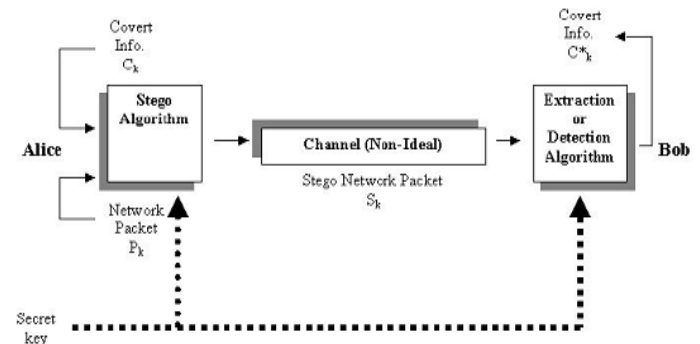 Covert
Info.
Cₖ
Stego
Algorithm
Alice
Network
Packet
Pₖ
Channel (Non-Ideal)
Stego Network Packet
Sₖ
Covert
Info.
C*ₖ
Extraction
or
Detection
Algorithm
Bob
Secret
key